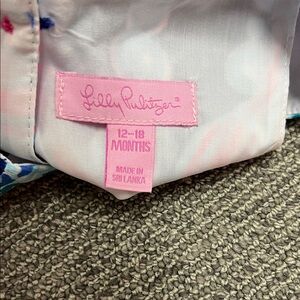 Lilly Pulitzer®
12-18
MONTHS
MADE IN
SRI LANKA